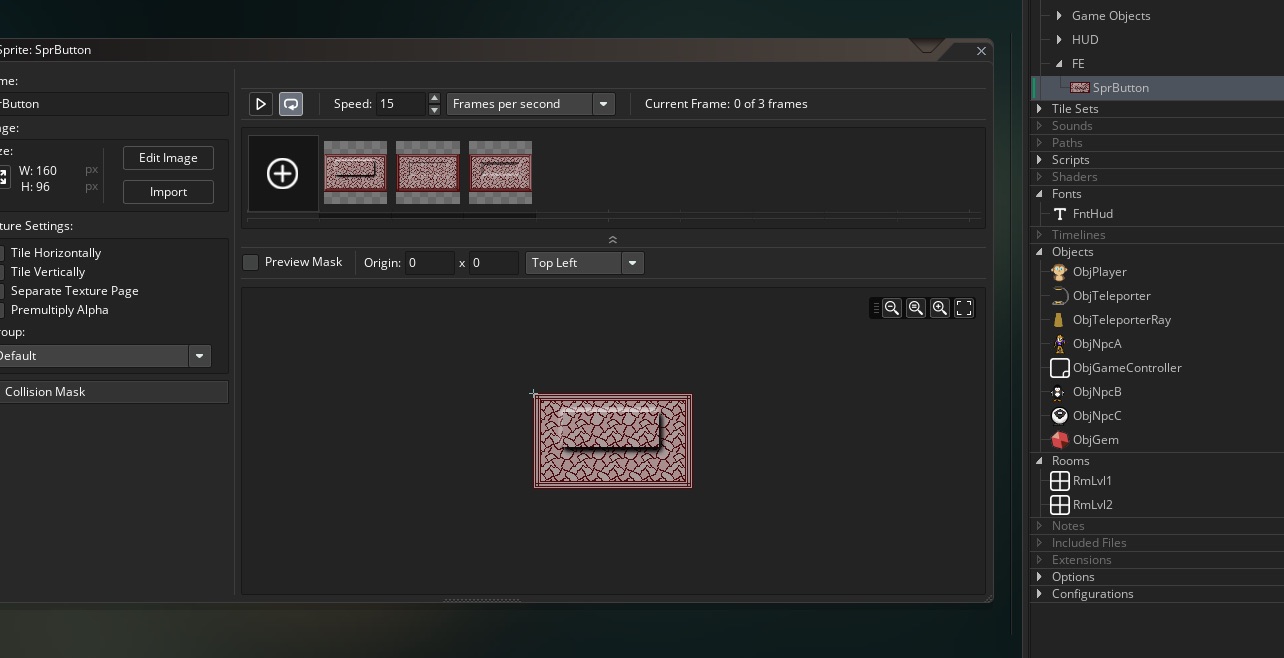 Sprite: SprButton
me:
rButton
ge:
ze:
W: 160 px
H: 96 px
Edit Image
Import
ture Settings:
Tile Horizontally
Tile Vertically
Separate Texture Page
Premultiply Alpha
oup:
Default
Collision Mask
Speed: 15 Frames per second Current Frame: 0 of 3 frames
Preview Mask Origin: 0 x 0 Top Left
Game Objects
HUD
FE
SprButton
Tile Sets
Sounds
Paths
Scripts
Shaders
Fonts
FntHud
Timelines
Objects
ObjPlayer
ObjTeleporter
ObjTeleporterRay
ObjNpcA
ObjGameController
ObjNpcB
ObjNpcC
ObjGem
Rooms
RmLvl1
RmLvl2
Notes
Included Files
Extensions
Options
Configurations